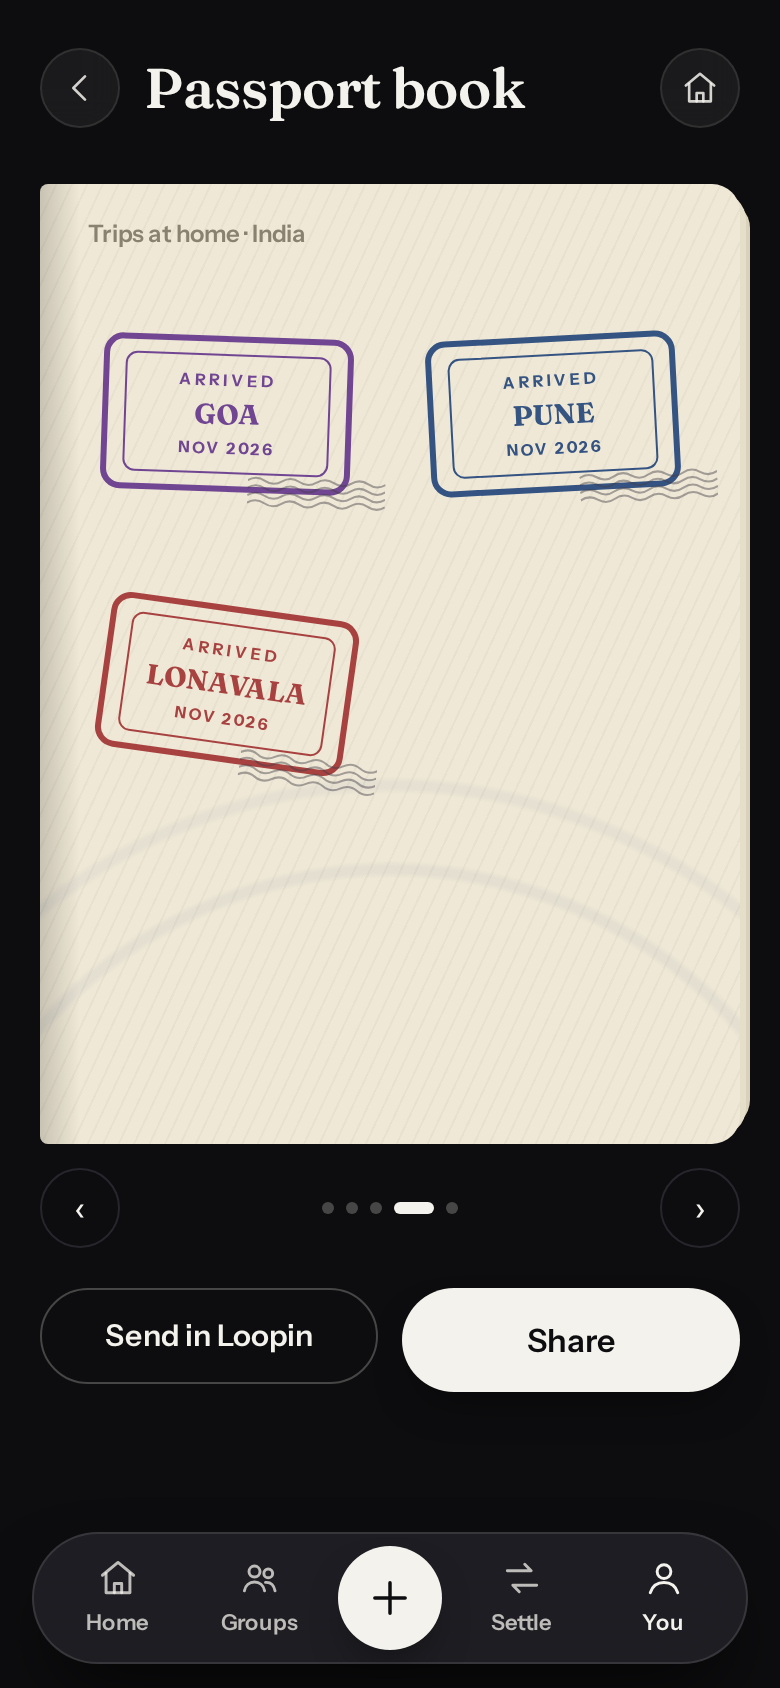 Passport book
Trips at home · India
ARRIVED
GOA
NOV 2026
ARRIVED
PUNE
NOV 2026
ARRIVED
LONAVALA
NOV 2026
Send in Loopin
Share
Home
Groups
Settle
You